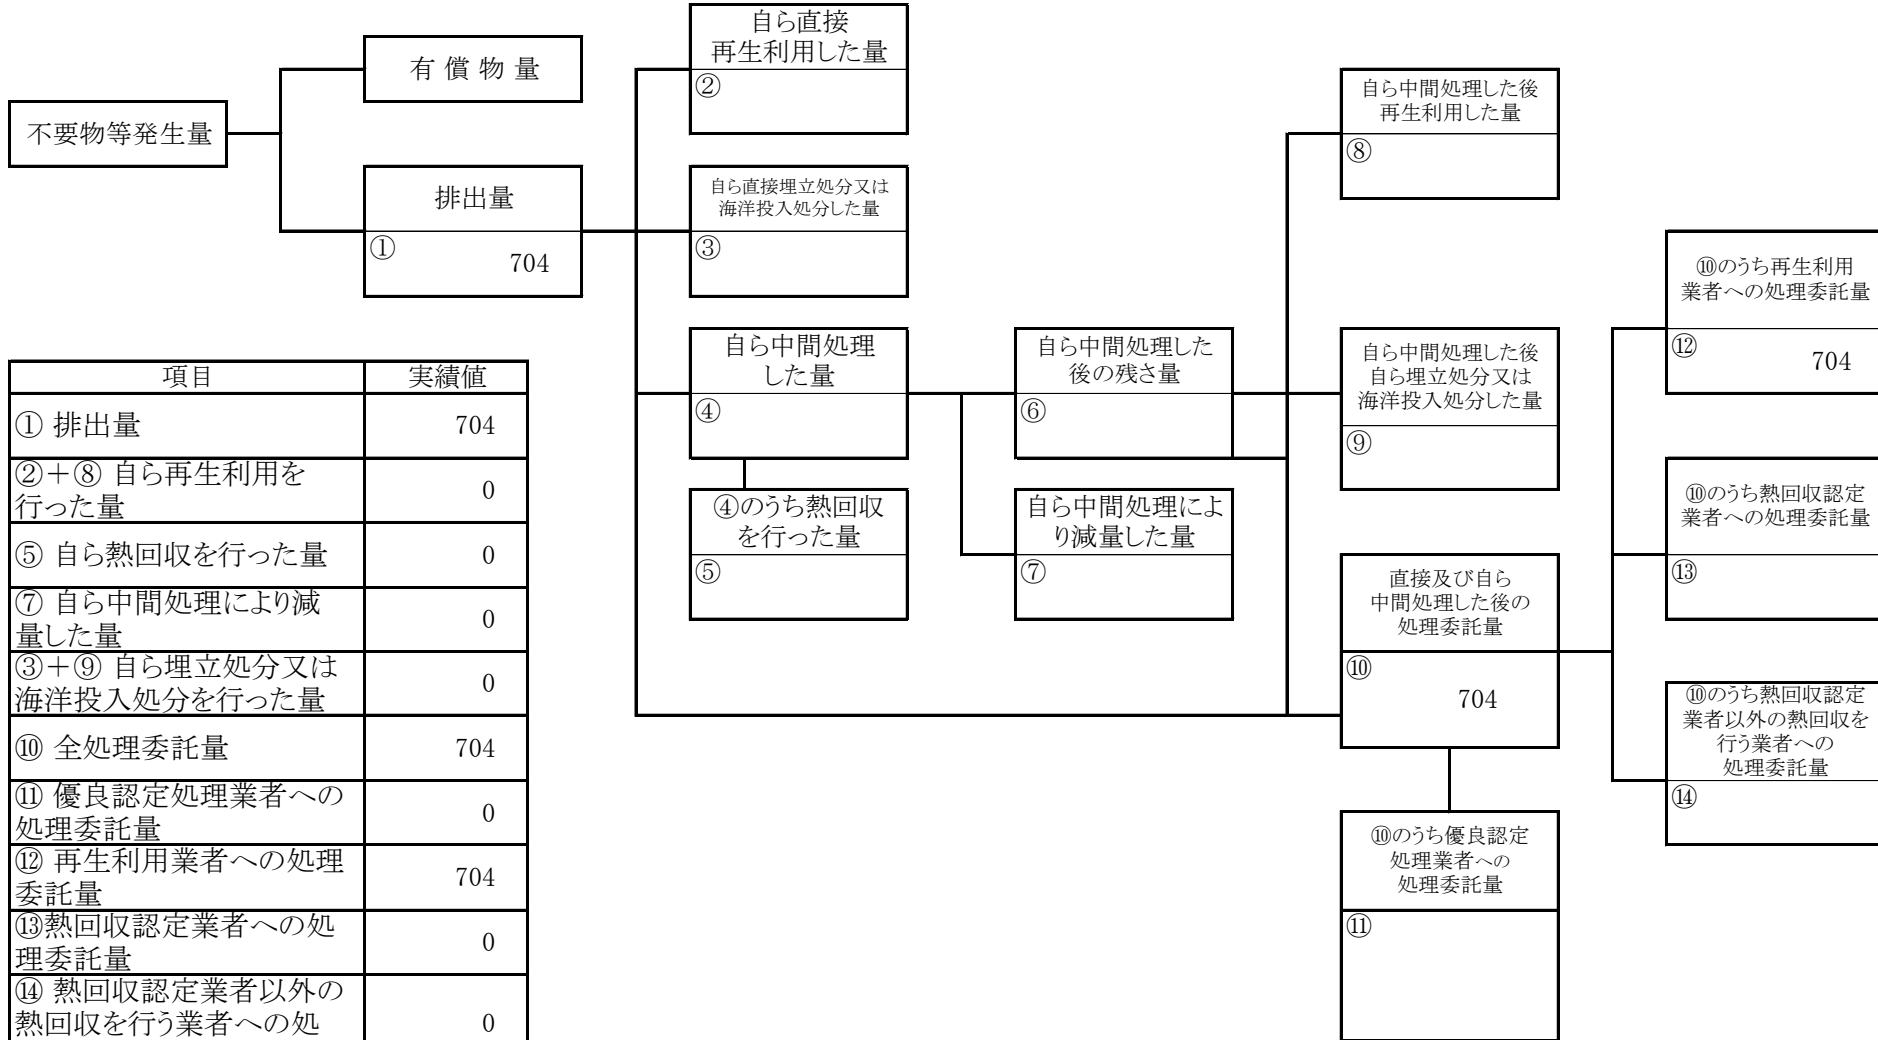 不要物等発生量
有 償 物 量
排出量
①
704
自ら直接
再生利用した量
②
自ら直接埋立処分又は
海洋投入処分した量
③
自ら中間処理
した量
④
④のうち熱回収
を行った量
⑤
自ら中間処理した
後の残さ量
⑥
自ら中間処理によ
り減量した量
⑦
自ら中間処理した後
再生利用した量
⑧
自ら中間処理した後
自ら埋立処分又は
海洋投入処分した量
⑨
直接及び自ら
中間処理した後の
処理委託量
⑩
704
⑩のうち優良認定
処理業者への
処理委託量
⑪
⑩のうち再生利用
業者への処理委託量
⑫
704
⑩のうち熱回収認定
業者への処理委託量
⑬
⑩のうち熱回収認定
業者以外の熱回収を
行う業者への
処理委託量
⑭
項目 実績値
① 排出量 704
②+⑧ 自ら再生利用を
行った量 0
⑤ 自ら熱回収を行った量 0
⑦ 自ら中間処理により減
量した量 0
③+⑨ 自ら埋立処分又は
海洋投入処分を行った量 0
⑩ 全処理委託量 704
⑪ 優良認定処理業者への
処理委託量 0
⑫ 再生利用業者への処理
委託量 704
⑬熱回収認定業者への処
理委託量 0
⑭ 熱回収認定業者以外の
熱回収を行う業者への処 0